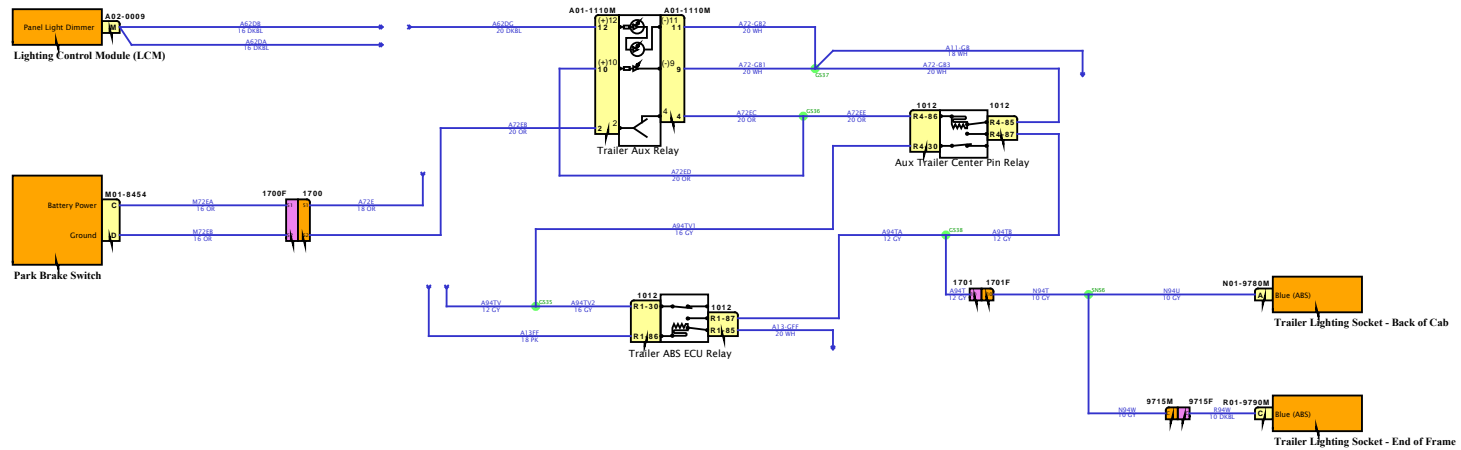 A02-0009
Panel Light Dimmer
M
Lighting Control Module (LCM)
A62DB
16 DKBL
A62DA
16 DKBL
A62DG
20 DKBL
A01-1110M
A01-1110M
(+)12
12
(+)10
10
2
2
(-)11
11
(-)9
9
4
4
Trailer Aux Relay
A72-GB2
20 WH
A72-GB1
20 WH
GS37
A11-G8
18 WH
A72-GB3
20 WH
A72EB
20 OR
A72EC
20 OR
GS36
A72EE
20 OR
A72ED
20 OR
1012
1012
R4-86
R4-30
R4-85
R4-87
Aux Trailer Center Pin Relay
M01-8454
Battery Power
C
Ground
D
Park Brake Switch
M72EA
16 OR
M72EB
16 OR
1700F
1700
A72E
18 OR
A94TV1
16 GY
A94TA
12 GY
GS38
A94TB
12 GY
A94TV
12 GY
GS35
A94TV2
16 GY
A13EF
18 PK
1012
1012
R1-30
R1-86
R1-87
R1-85
Trailer ABS ECU Relay
A13-GEF
20 WH
1701
1701F
A94T
12 GY
N94T
10 GY
SNS6
N94U
10 GY
N01-9780M
A
Blue (ABS)
Trailer Lighting Socket - Back of Cab
N94W
10 GY
9715M
9715F
R94W
10 DKBL
R01-9790M
C
Blue (ABS)
Trailer Lighting Socket - End of Frame